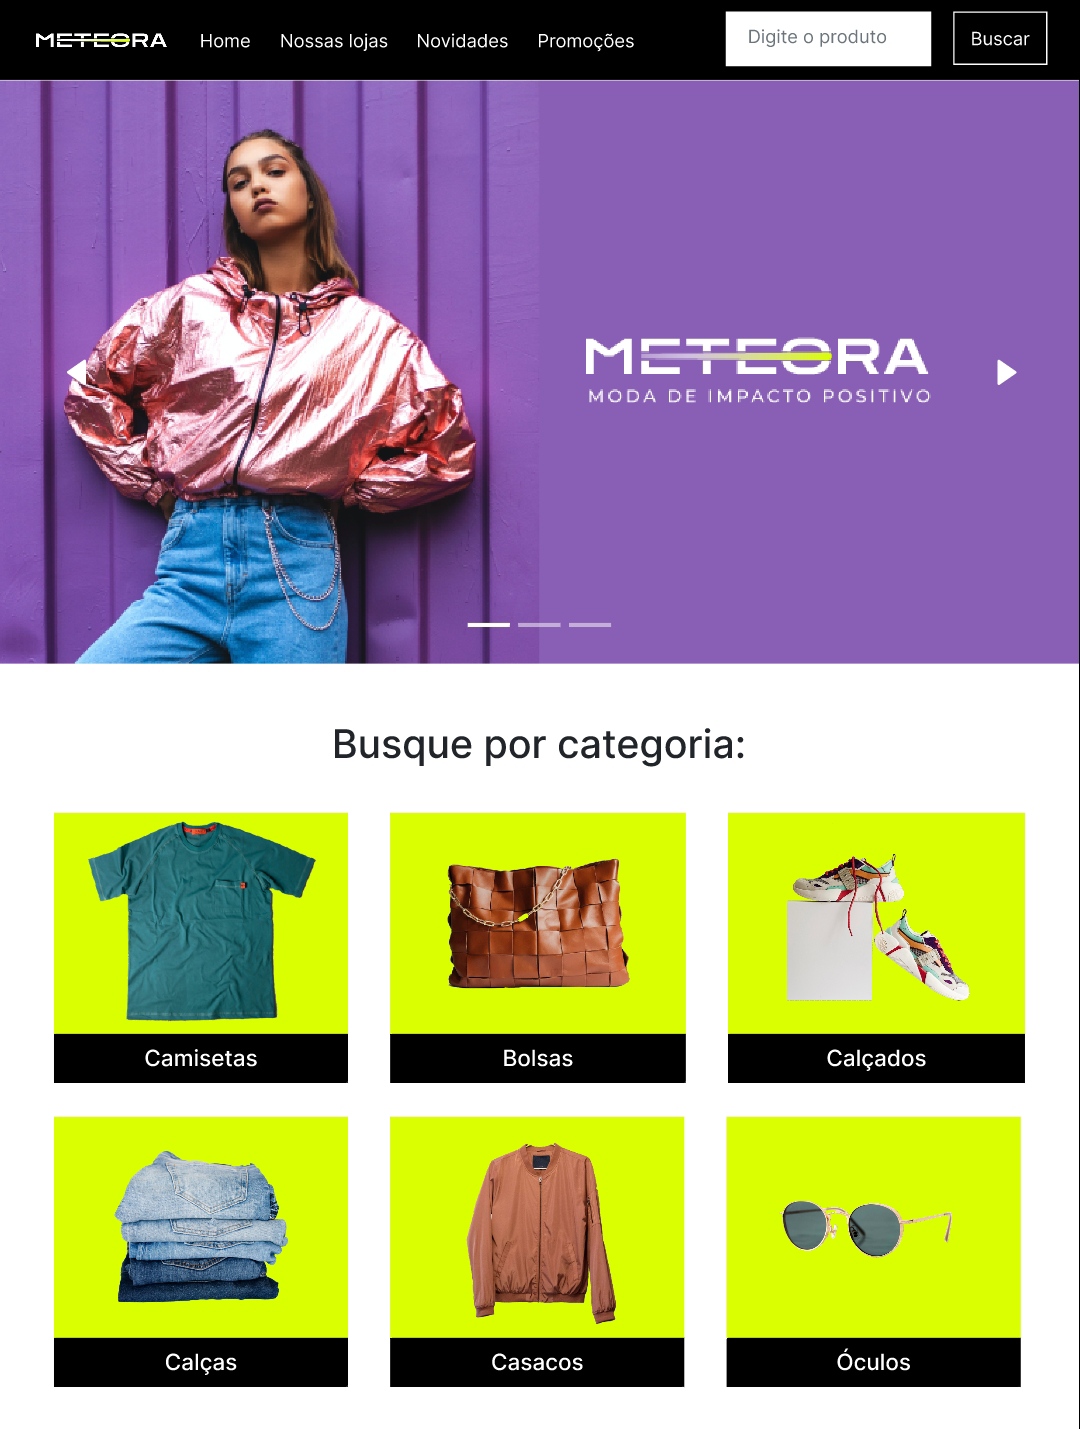 METEORA Home Nossas lojas Novidades Promoções Digite o produto Buscar
METEORA
MODA DE IMPACTO POSITIVO
Busque por categoria:
Camisetas Bolsas Calçados
Calças Casacos Óculos